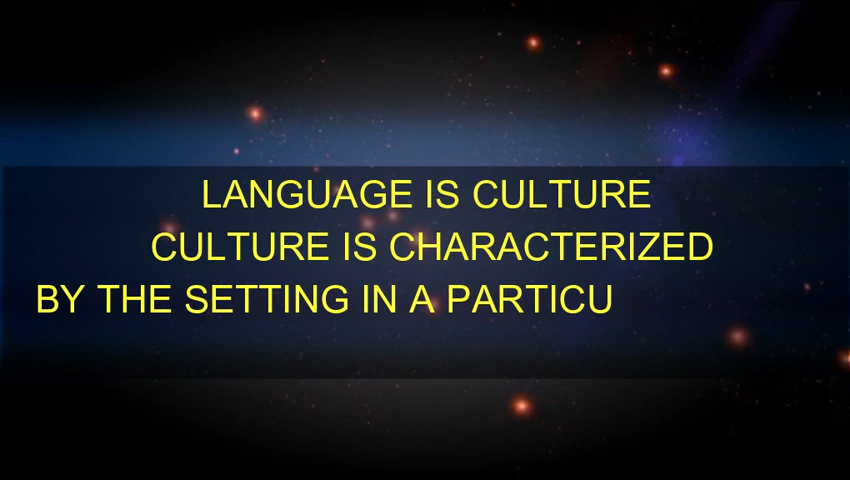 LANGUAGE IS CULTURE
CULTURE IS CHARACTERIZED
BY THE SETTING IN A PARTICU